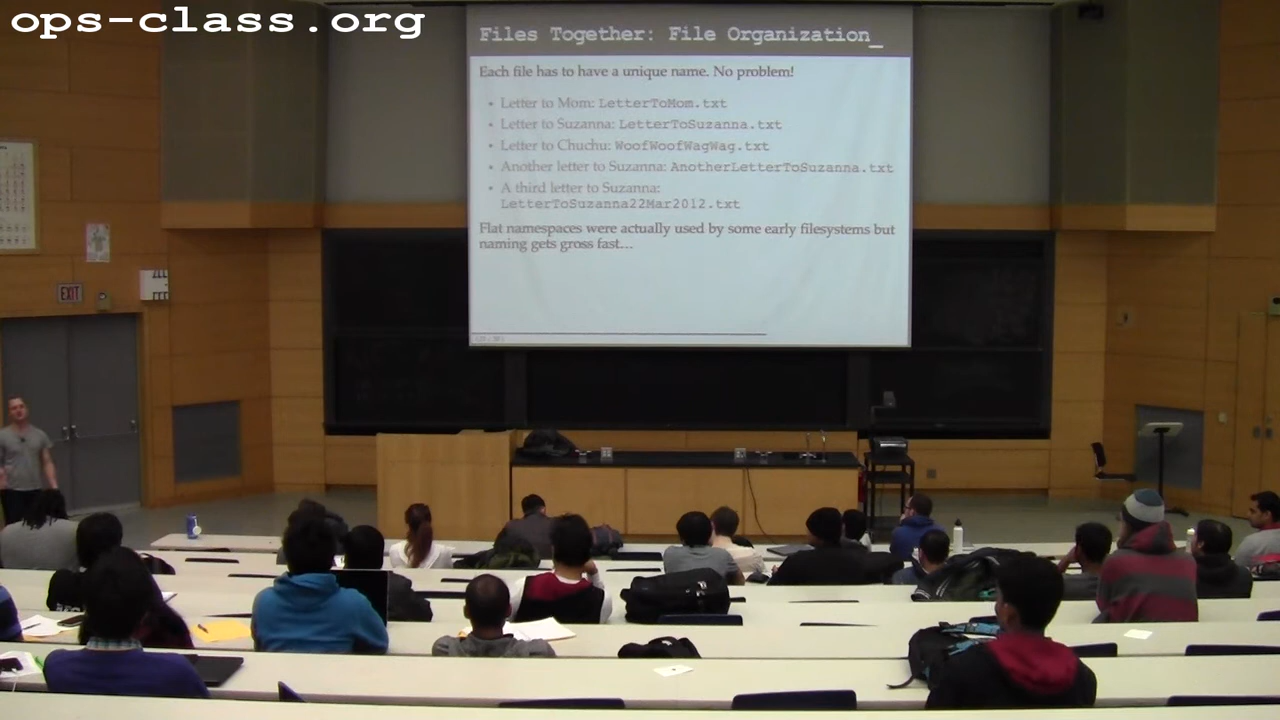 ops-class.org
Files Together: File Organization_
Each file has to have a unique name. No problem!
• Letter to Mom: LetterToMom.txt
• Letter to Suzanna: LetterToSuzanna.txt
• Letter to Chuchu: WoofWoofWagWag.txt
• Another letter to Suzanna: AnotherLetterToSuzanna.txt
• A third letter to Suzanna:
LetterToSuzanna22Mar2012.txt
Flat namespaces were actually used by some early filesystems but
naming gets gross fast...
EXIT